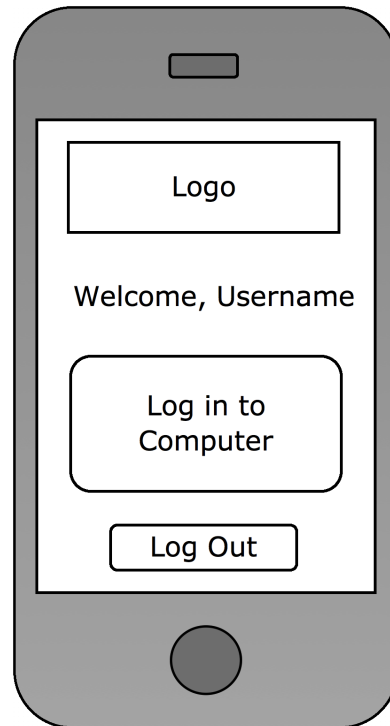 Logo
Welcome, Username
Log in to
Computer
Log Out